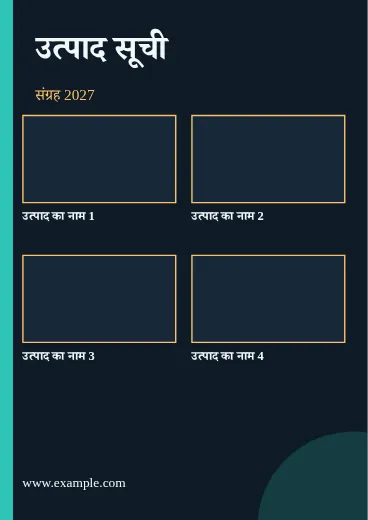 उत्पाद सूची
संग्रह 2027
उत्पाद का नाम 1
उत्पाद का नाम 2
उत्पाद का नाम 3
उत्पाद का नाम 4
www.example.com